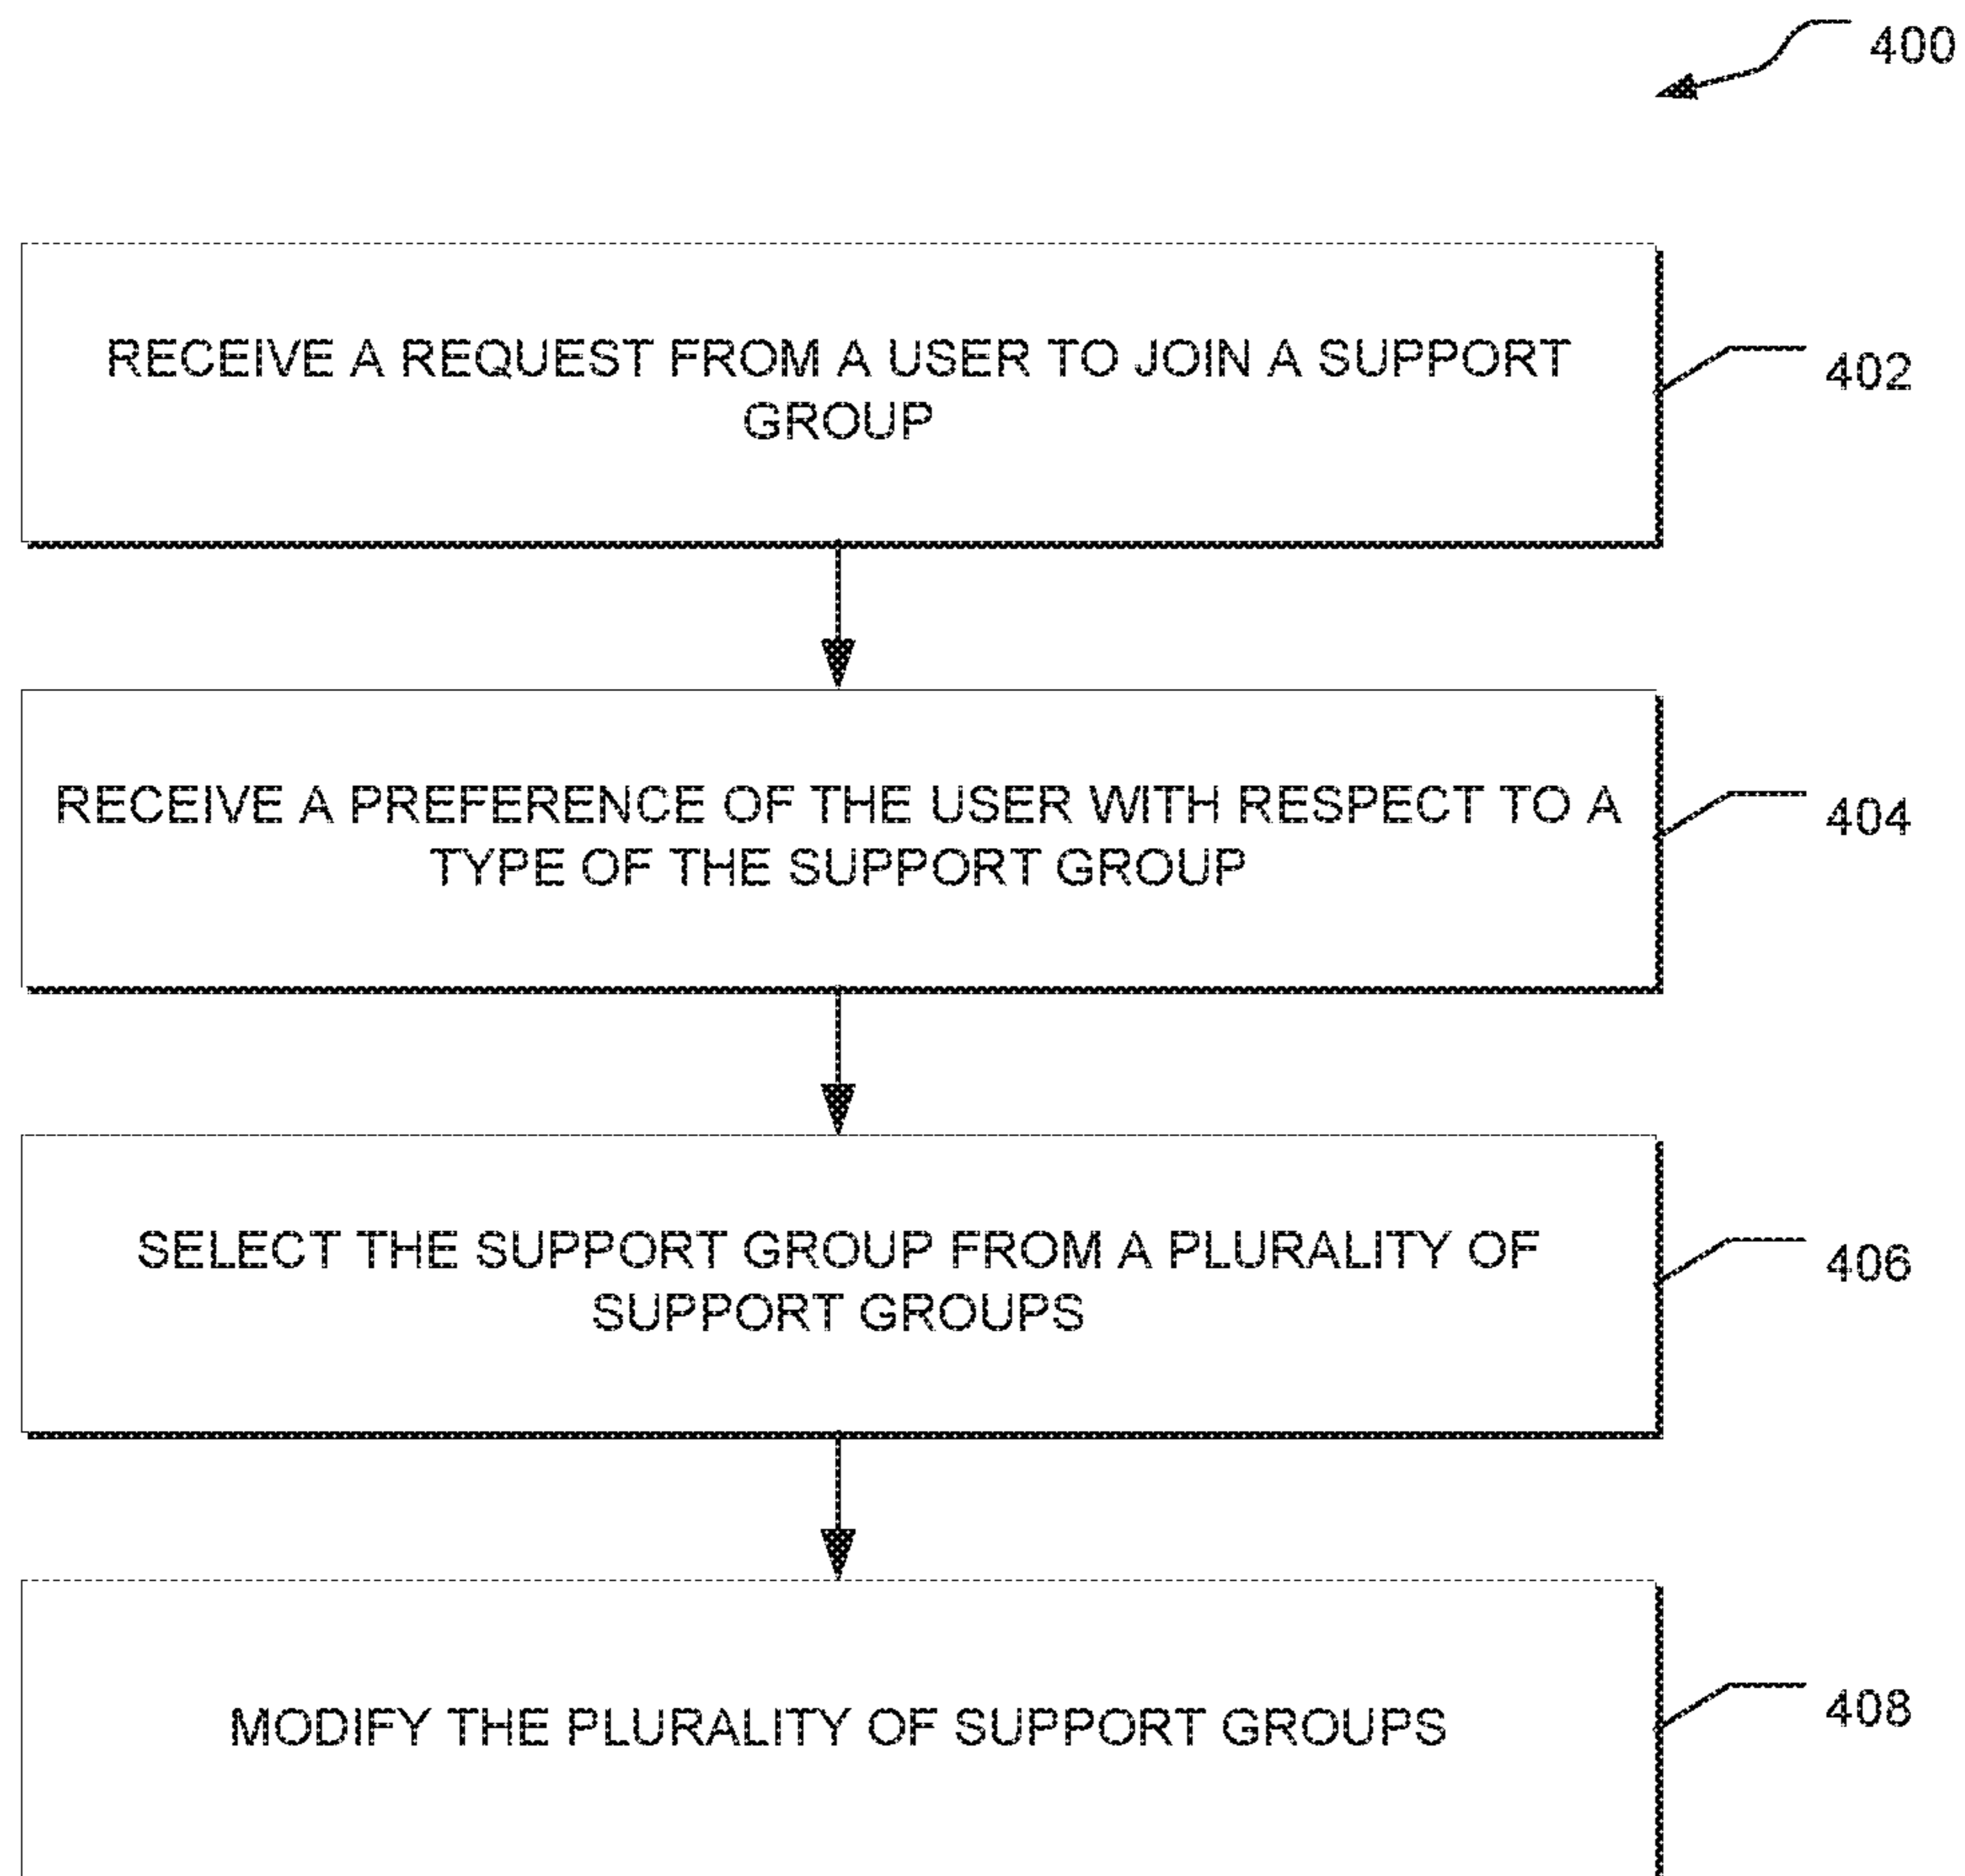 400
RECEIVE A REQUEST FROM A USER TO JOIN A SUPPORT
GROUP
402
RECEIVE A PREFERENCE OF THE USER WITH RESPECT TO A
TYPE OF THE SUPPORT GROUP
404
SELECT THE SUPPORT GROUP FROM A PLURALITY OF
SUPPORT GROUPS
406
MODIFY THE PLURALITY OF SUPPORT GROUPS
408